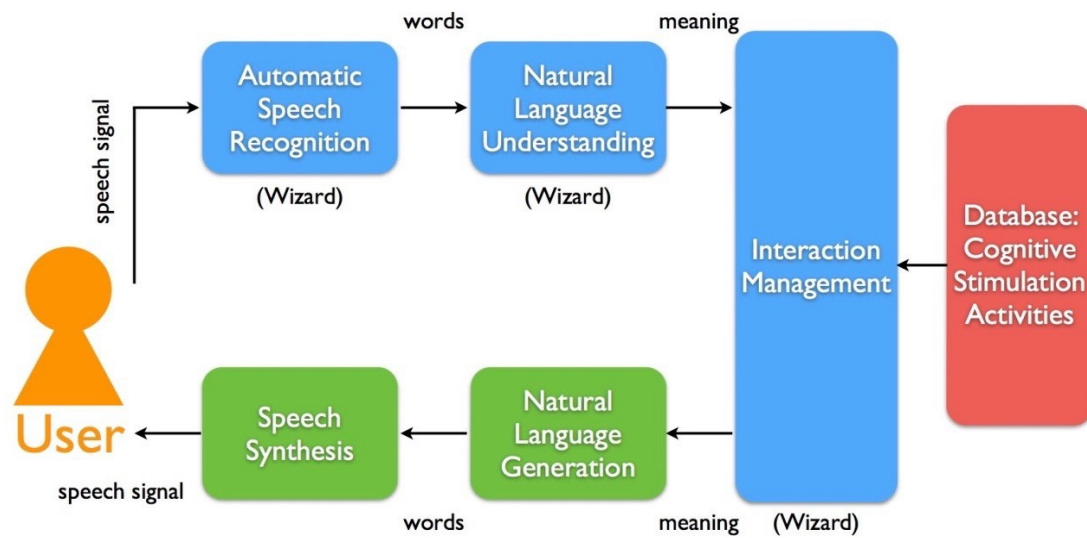 words
meaning
speech signal
Automatic
Speech
Recognition
(Wizard)
Natural
Language
Understanding
(Wizard)
Interaction
Management
(Wizard)
Database:
Cognitive
Stimulation
Activities
User
speech signal
Speech
Synthesis
words
Natural
Language
Generation
meaning